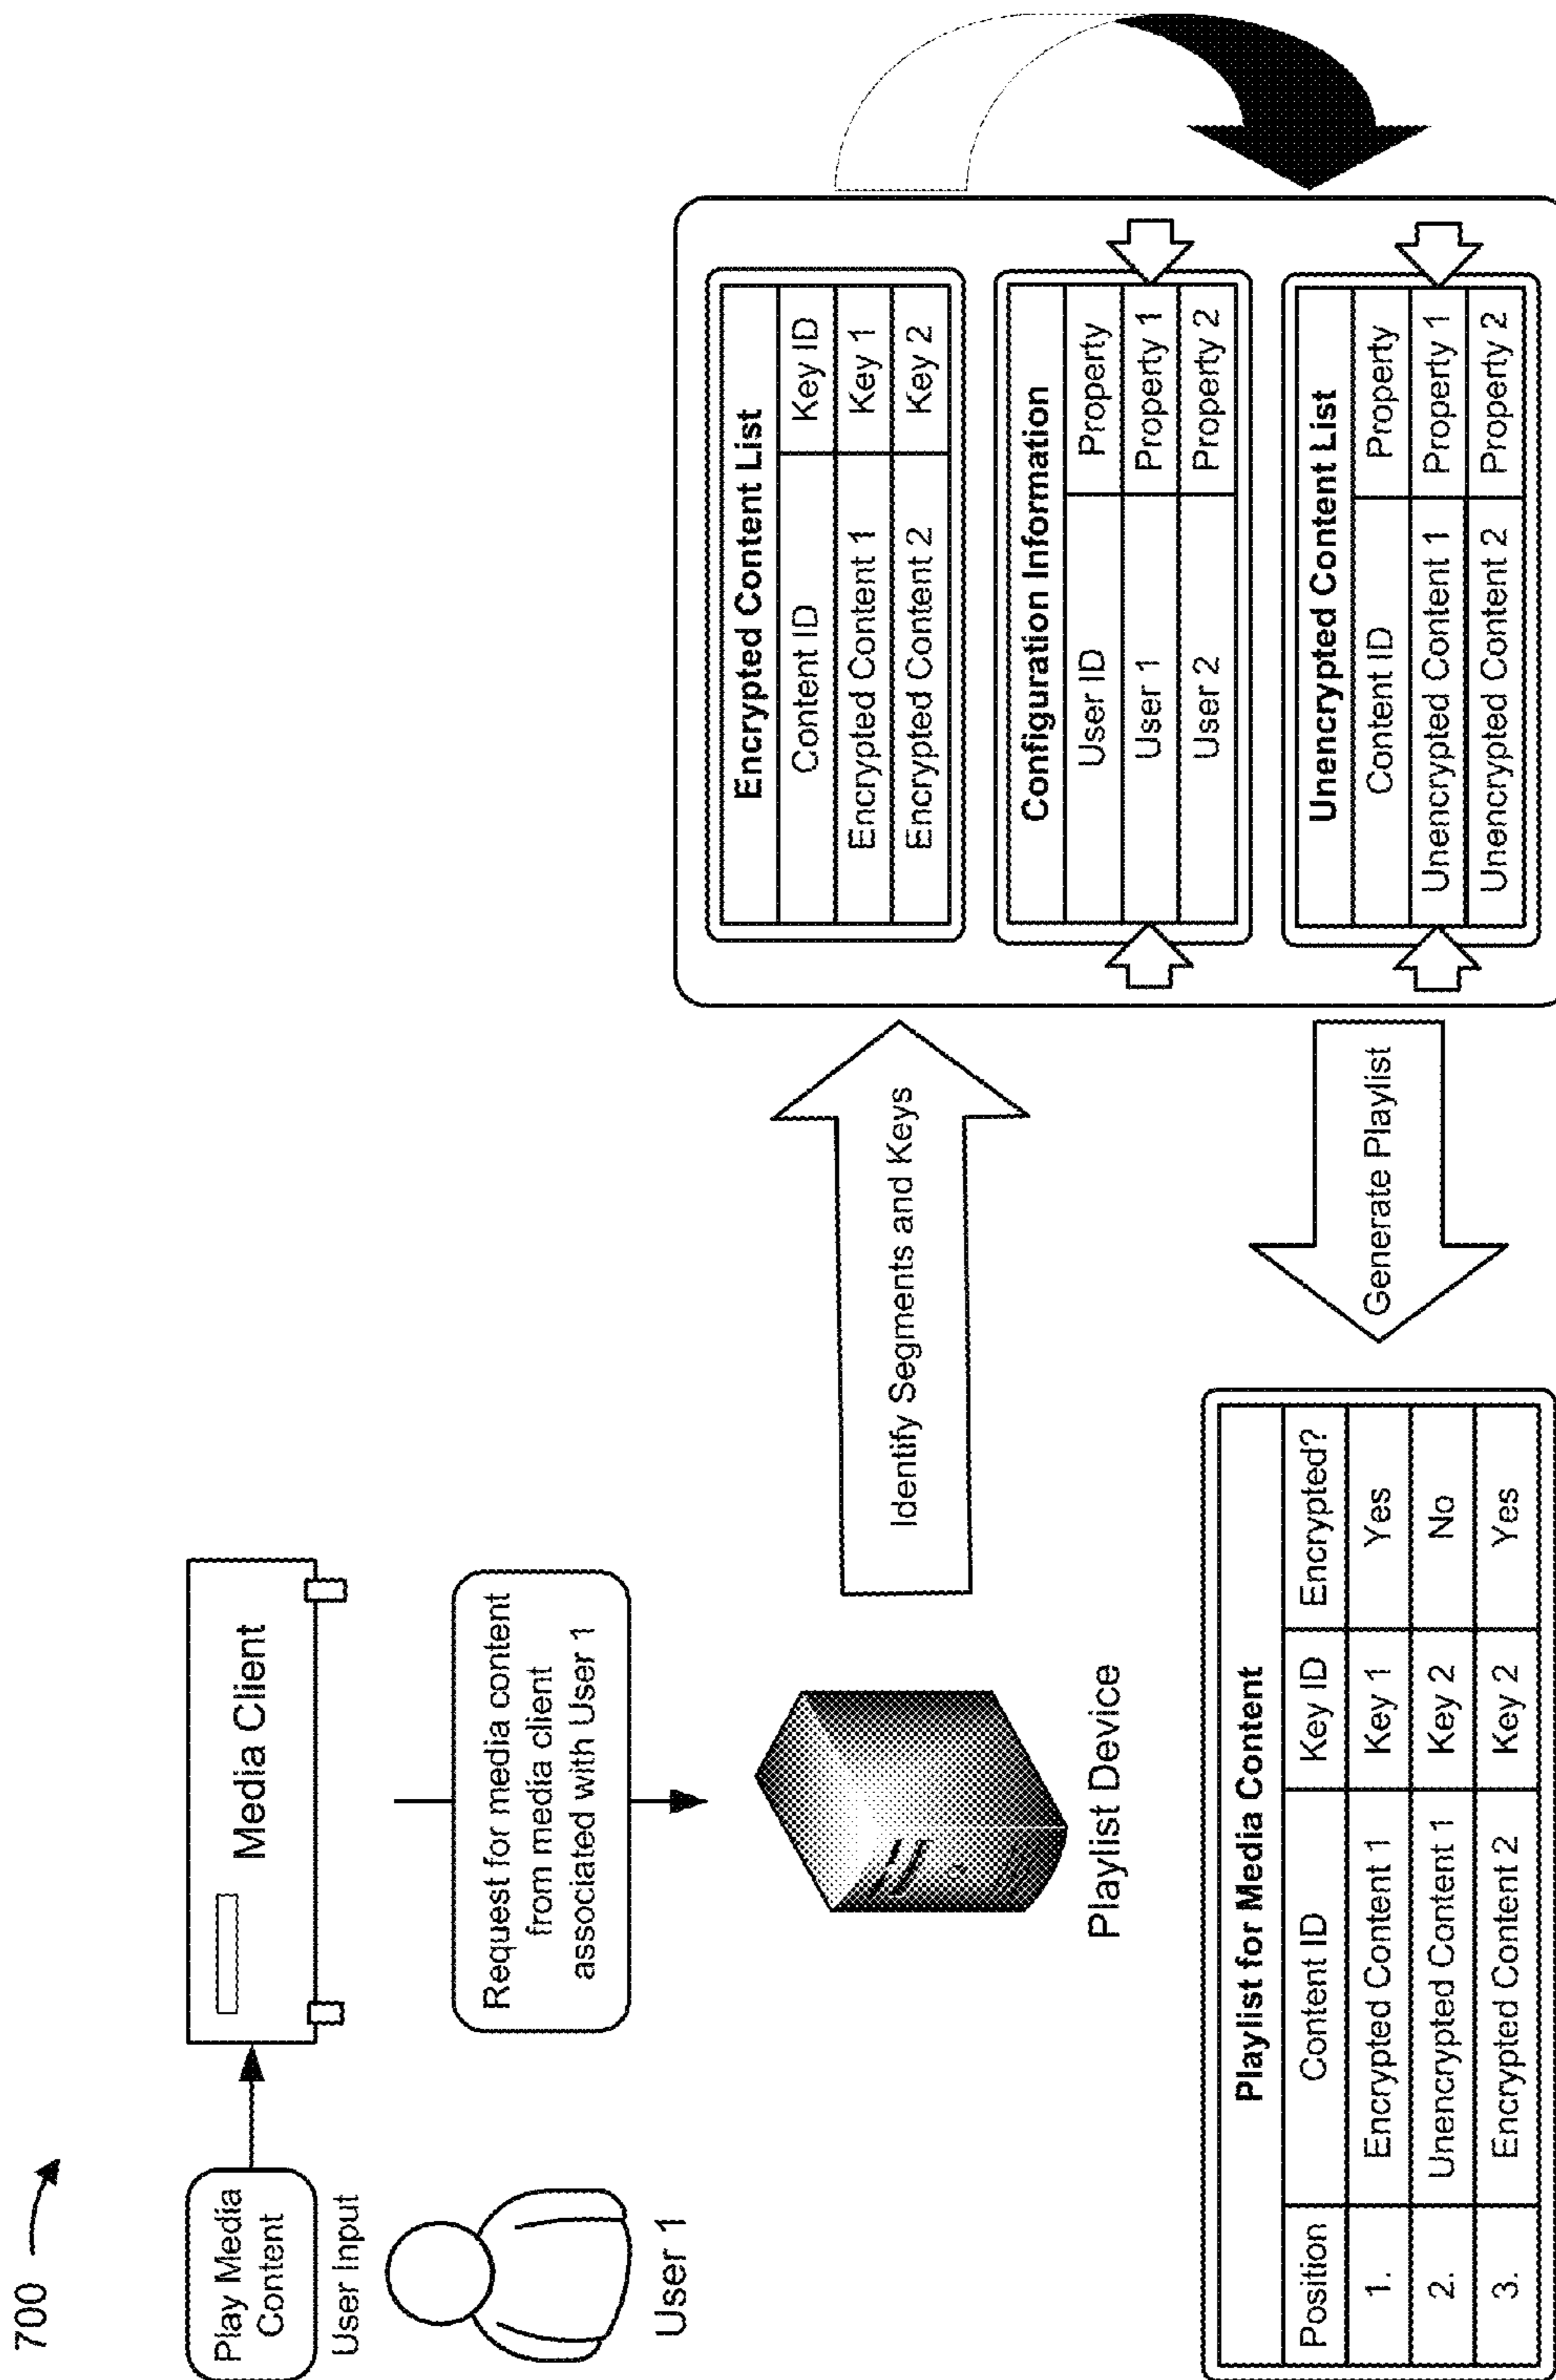 700
Play Media
Content
User Input
User 1
Media Client
Request for media content
from media client
associated with User 1
Playlist Device
Identify Segments and Keys
Encrypted Content List
Content ID Key ID
Encrypted Content 1 Key 1
Encrypted Content 2 Key 2
Configuration Information
User ID Property
User 1 Property 1
User 2 Property 2
Unencrypted Content List
Content ID Property
Unencrypted Content 1 Property 1
Unencrypted Content 2 Property 2
Generate Playlist
Playlist for Media Content
Position Content ID Key ID Encrypted?
1. Encrypted Content 1 Key 1 Yes
2. Unencrypted Content 1 Key 2 No
3. Encrypted Content 2 Key 2 Yes